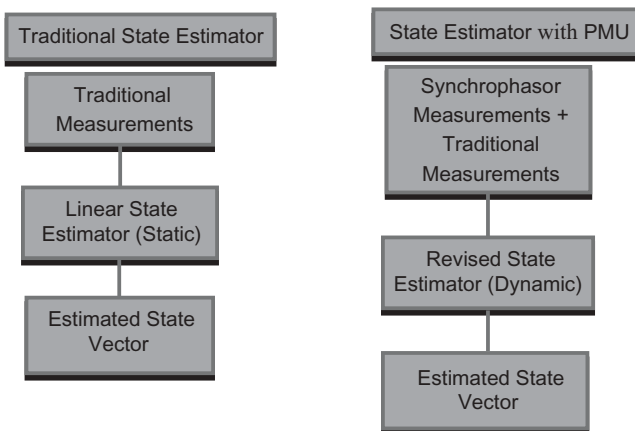 Traditional State Estimator
Traditional
Measurements
Linear State
Estimator (Static)
Estimated State
Vector
State Estimator with PMU
Synchrophasor
Measurements +
Traditional
Measurements
Revised State
Estimator (Dynamic)
Estimated State
Vector